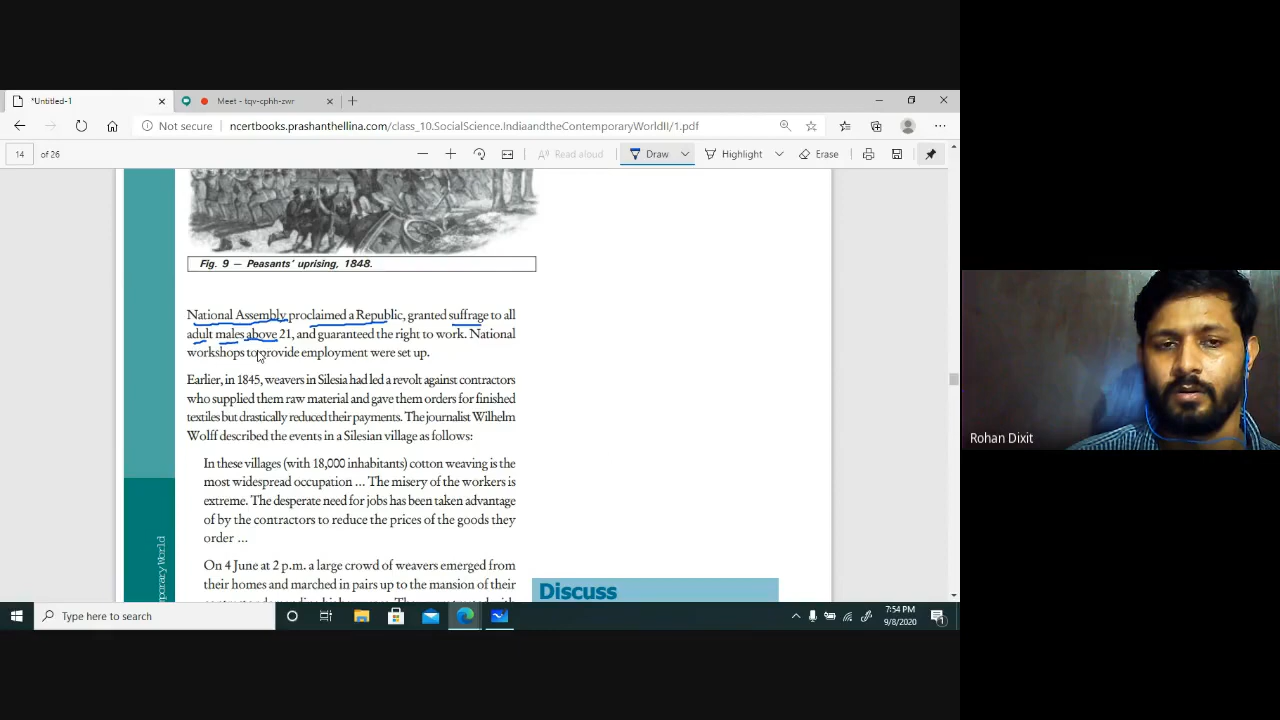 *Untitled-1
Meet - tqv-cphh-zwr
Not secure
ncertbooks.prashanthellina.com/class_10.SocialScience.IndiaandtheContemporaryWorldII/1.pdf
14 of 26
Read aloud
Draw
Highlight
Erase
Fig. 9 — Peasants' uprising, 1848.
National Assembly proclaimed a Republic, granted suffrage to all
adult males above 21, and guaranteed the right to work. National
workshops to provide employment were set up.
Earlier, in 1845, weavers in Silesia had led a revolt against contractors
who supplied them raw material and gave them orders for finished
textiles but drastically reduced their payments. The journalist Wilhelm
Wolff described the events in a Silesian village as follows:
In these villages (with 18,000 inhabitants) cotton weaving is the
most widespread occupation … The misery of the workers is
extreme. The desperate need for jobs has been taken advantage
of by the contractors to reduce the prices of the goods they
order …
On 4 June at 2 p.m. a large crowd of weavers emerged from
their homes and marched in pairs up to the mansion of their
Discuss
porary World
Rohan Dixit
Type here to search
7:54 PM
9/8/2020
1